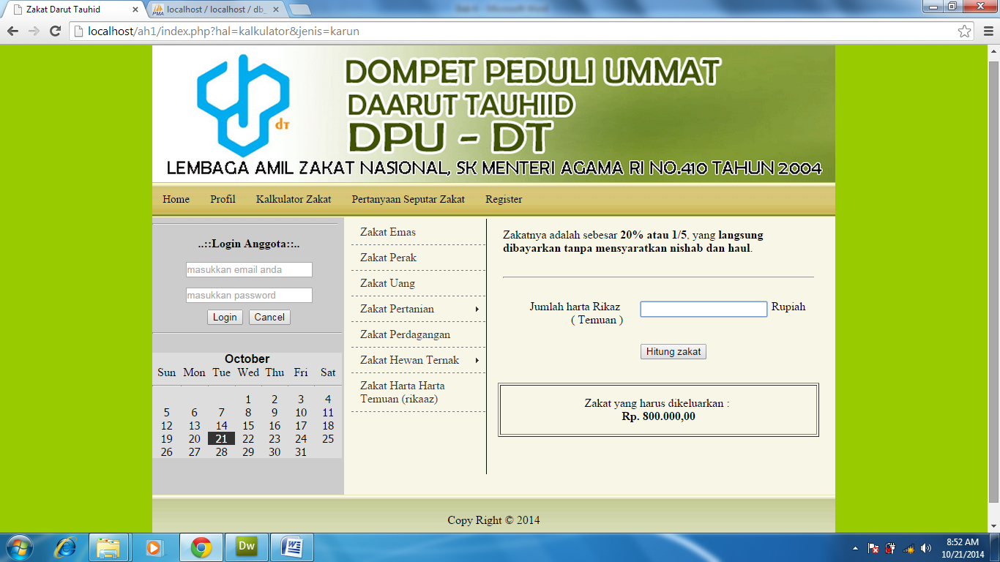 Zakat Darut Tauhid
localhost / localhost / db_
localhost/ah1/index.php?hal=kalkulator&jenis=karun
dT
DOMPET PEDULI UMMAT
DAARUT TAUHIID
DPU - DT
LEMBAGA AMIL ZAKAT NASIONAL, SK MENTERI AGAMA RI NO.410 TAHUN 2004
Home Profil Kalkulator Zakat Pertanyaan Seputar Zakat Register
..::Login Anggota::..
masukkan email anda
masukkan password
Login Cancel
October
Sun Mon Tue Wed Thu Fri Sat
1 2 3 4
5 6 7 8 9 10 11
12 13 14 15 16 17 18
19 20 21 22 23 24 25
26 27 28 29 30 31
Zakat Emas
Zakat Perak
Zakat Uang
Zakat Pertanian
Zakat Perdagangan
Zakat Hewan Ternak
Zakat Harta Harta
Temuan (rikaaz)
Zakatnya adalah sebesar 20% atau 1/5, yang langsung
dibayarkan tanpa mensyaratkan nishab dan haul.
Jumlah harta Rikaz Rupiah
( Temuan )
Hitung zakat
Zakat yang harus dikeluarkan :
Rp. 800.000,00
Copy Right © 2014
Dw
8:52 AM
10/21/2014